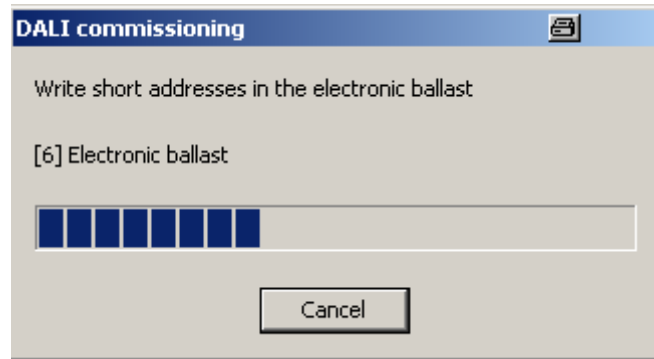 DALI commissioning
Write short addresses in the electronic ballast
[6] Electronic ballast
Cancel